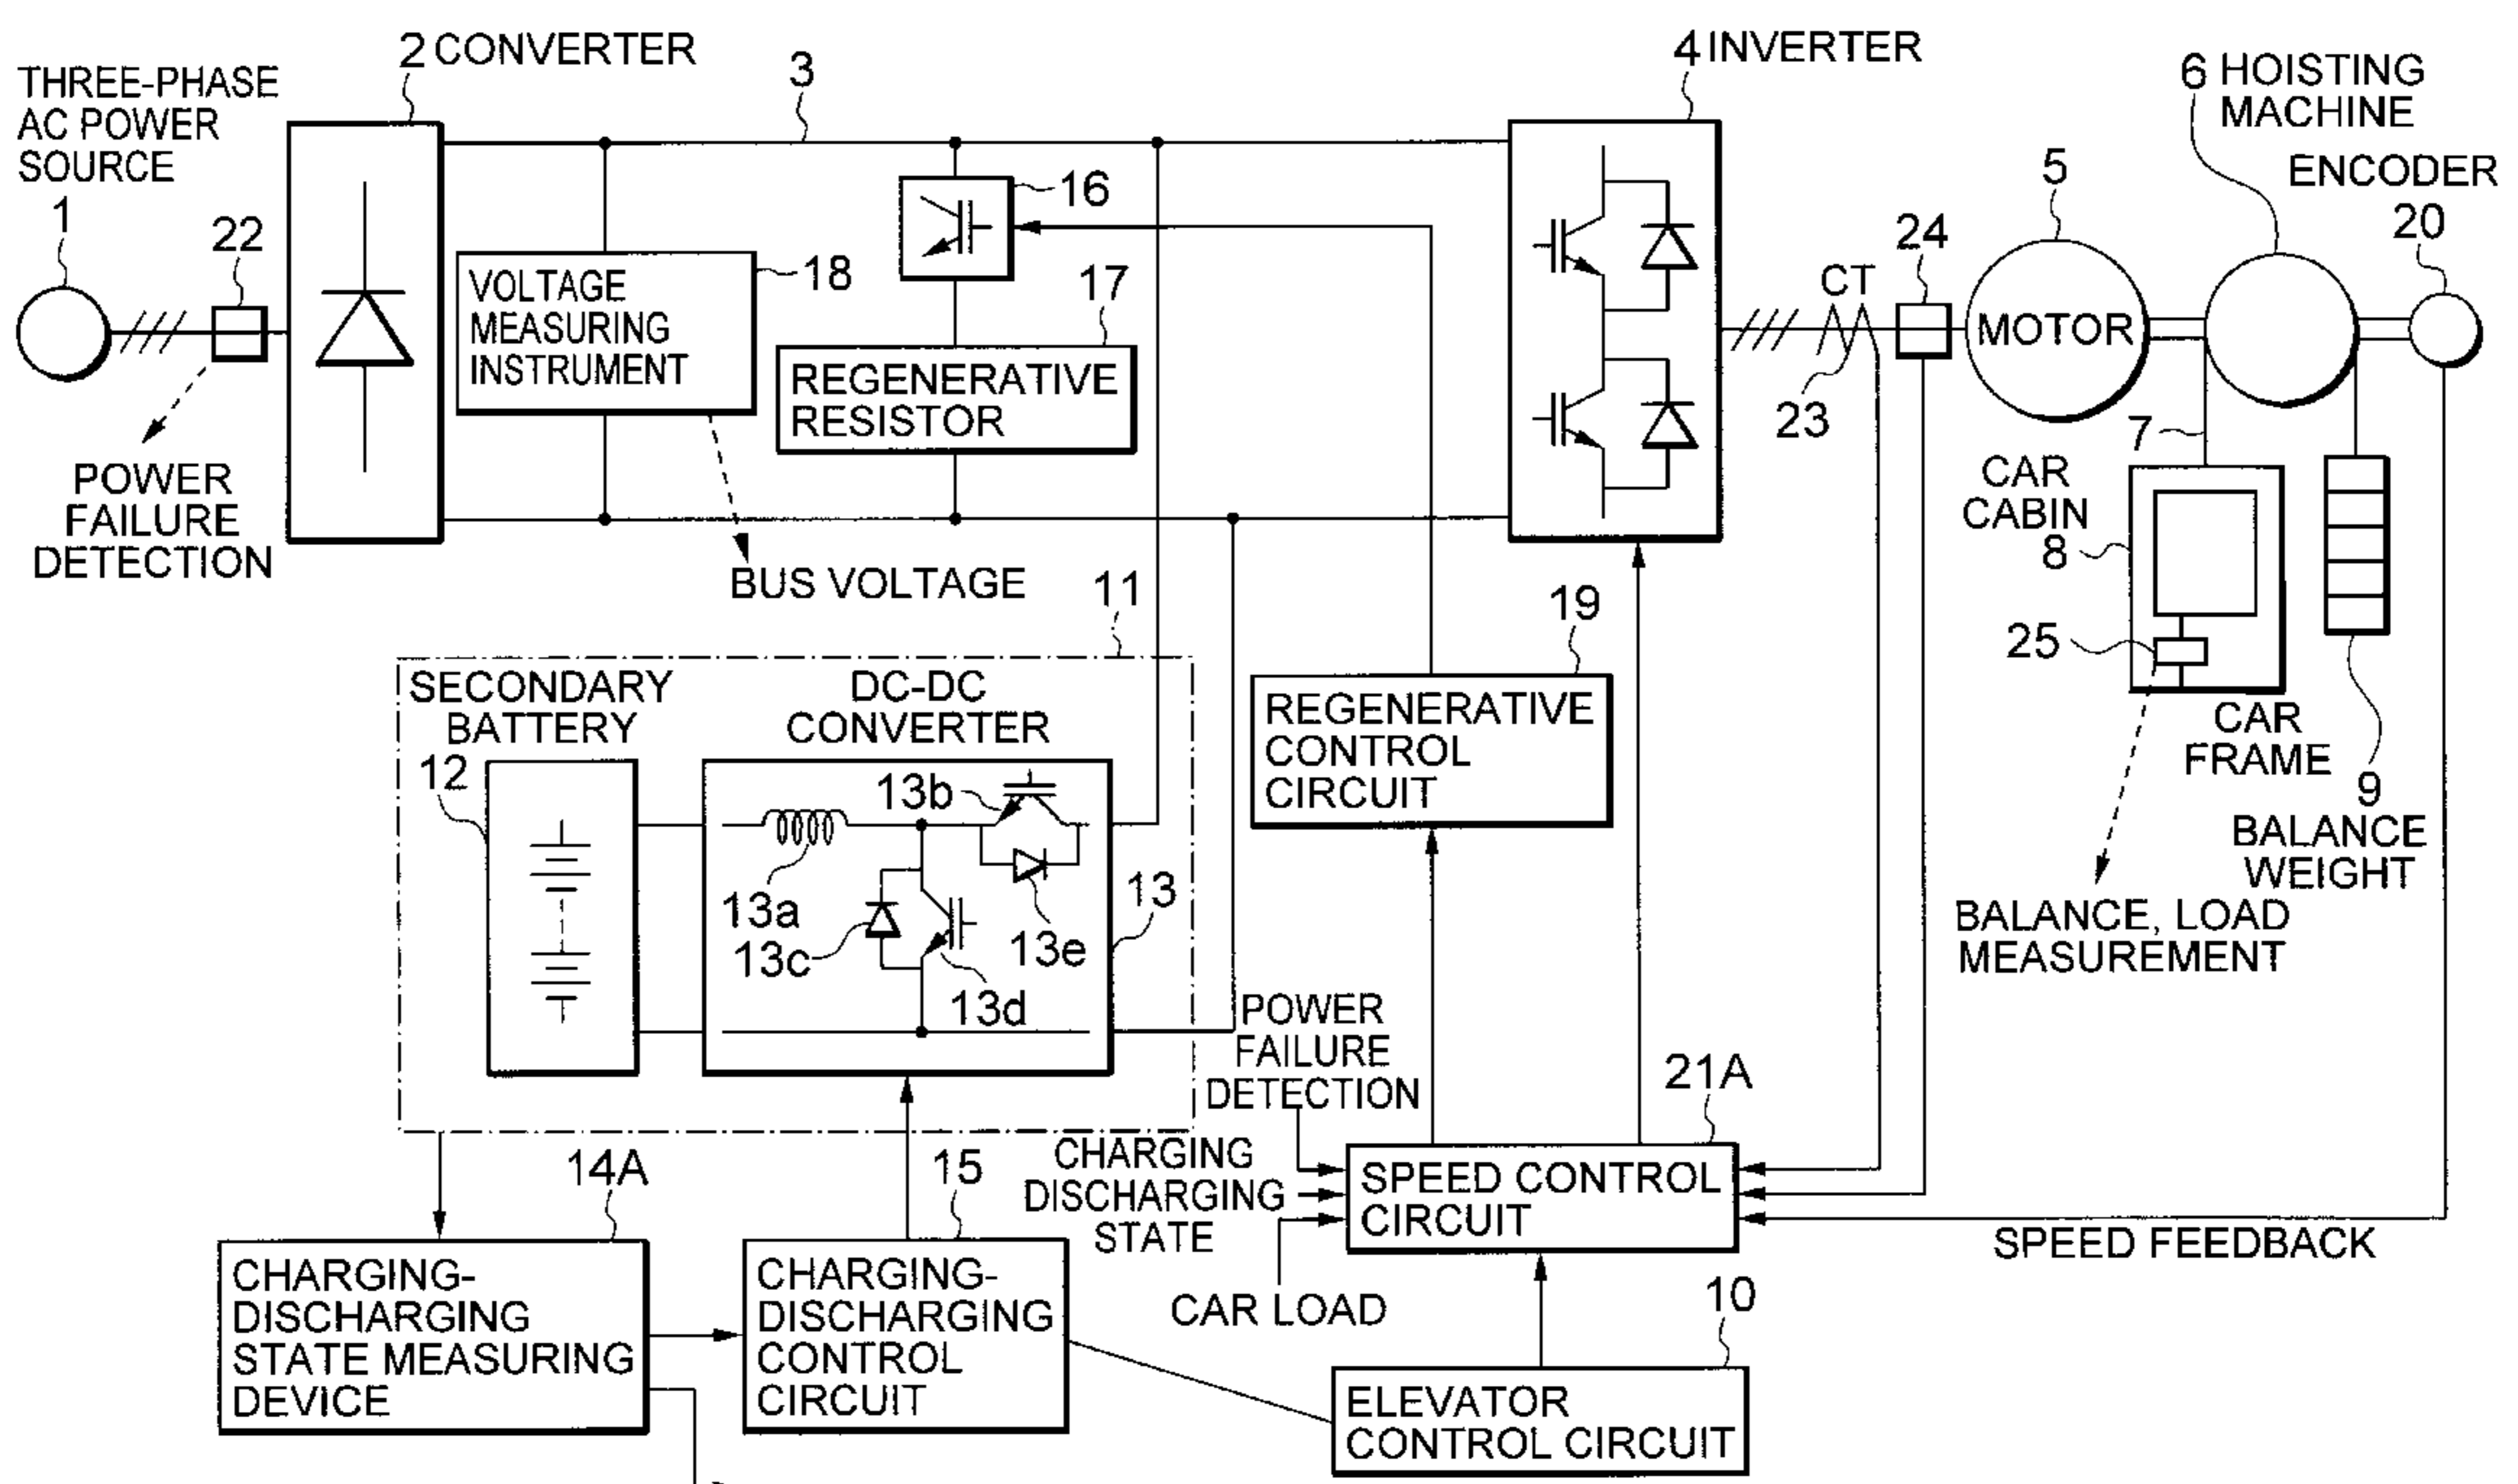 2 CONVERTER
3
4 INVERTER
6 HOISTING
MACHINE
THREE-PHASE
AC POWER
SOURCE
1
22
16
18
VOLTAGE
MEASURING
INSTRUMENT
17
REGENERATIVE
RESISTOR
CT
23
24
5
MOTOR
ENCODER
20
7
CAR
CABIN
8
25
CAR
FRAME
9
BALANCE
WEIGHT
BALANCE, LOAD
MEASUREMENT
POWER
FAILURE
DETECTION
BUS VOLTAGE
11
SECONDARY
BATTERY
12
DC-DC
CONVERTER
13b
13a
13c
13e
13
13d
19
REGENERATIVE
CONTROL
CIRCUIT
POWER
FAILURE
DETECTION
21A
CHARGING
DISCHARGING
STATE
SPEED CONTROL
CIRCUIT
SPEED FEEDBACK
CAR LOAD
14A
CHARGING-
DISCHARGING
STATE MEASURING
DEVICE
15
CHARGING-
DISCHARGING
CONTROL
CIRCUIT
10
ELEVATOR
CONTROL CIRCUIT